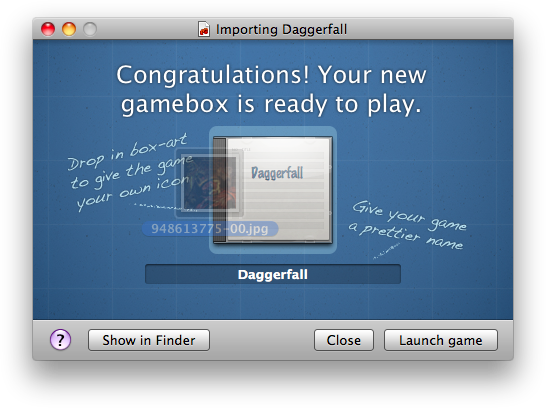 Importing Daggerfall
Congratulations! Your new
gamebox is ready to play.
Drop in box-art
to give the game
your own icon
Daggerfall
948613775-00.jpg
Give your game
a prettier name
Daggerfall
?
Show in Finder
Close
Launch game